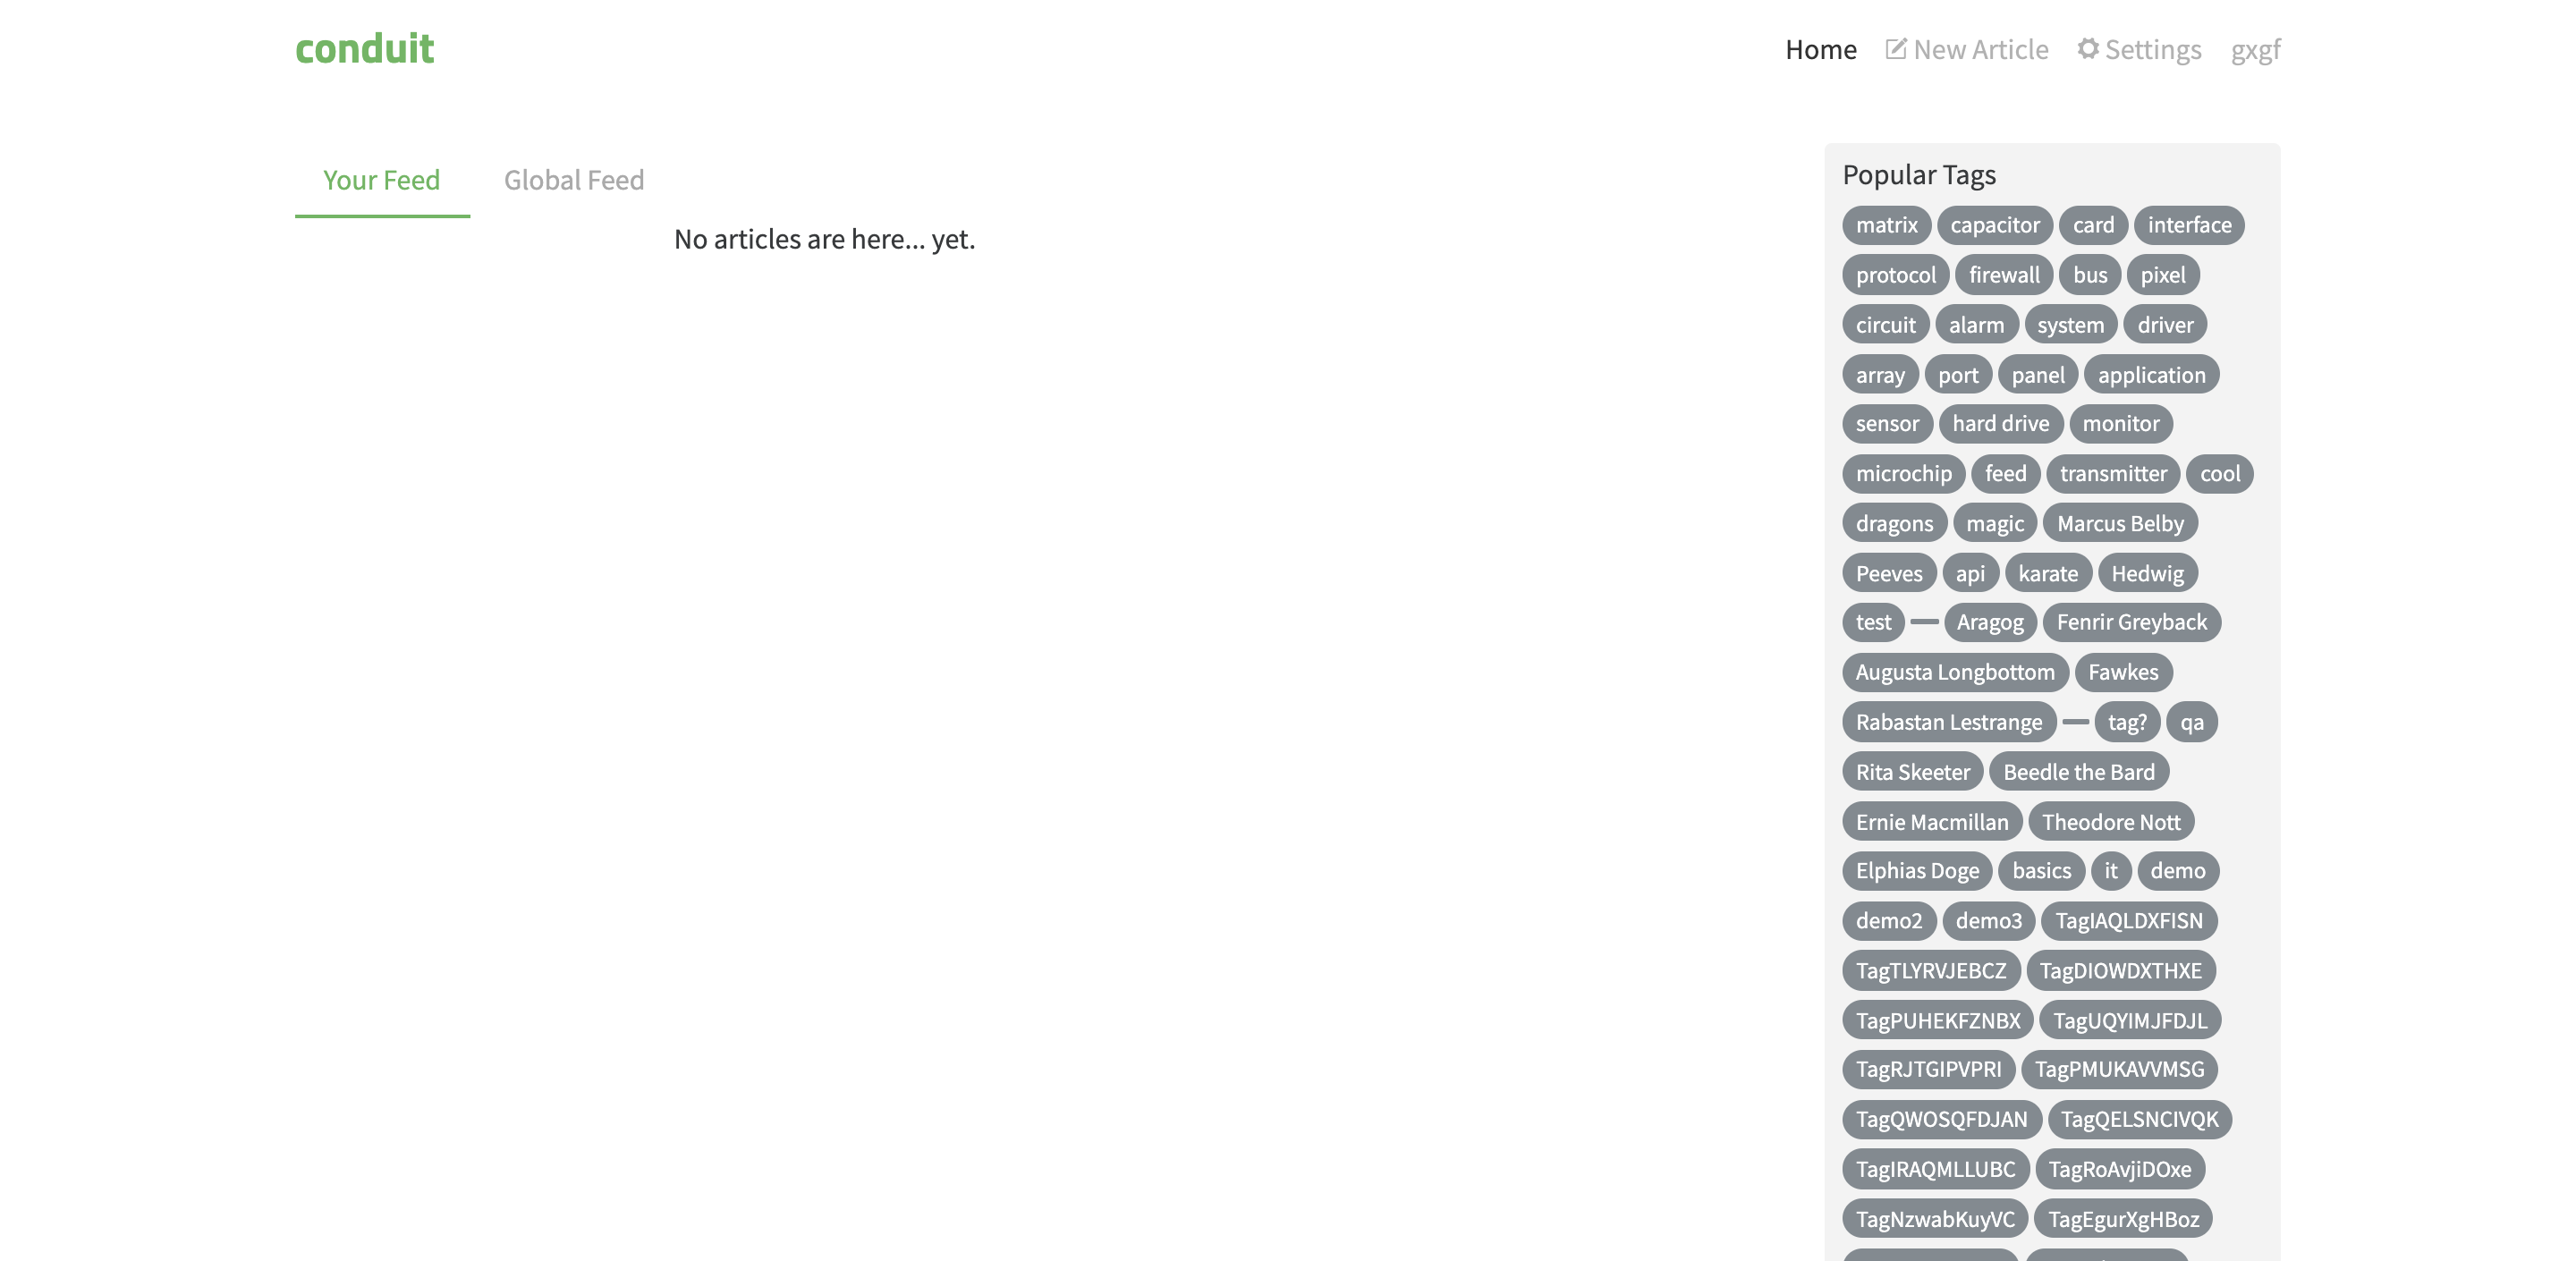 conduit
Home New Article Settings gxgf
Your Feed Global Feed
No articles are here... yet.
Popular Tags
matrix capacitor card interface
protocol firewall bus pixel
circuit alarm system driver
array port panel application
sensor hard drive monitor
microchip feed transmitter cool
dragons magic Marcus Belby
Peeves api karate Hedwig
test Aragog Fenrir Greyback
Augusta Longbottom Fawkes
Rabastan Lestrange tag? qa
Rita Skeeter Beedle the Bard
Ernie Macmillan Theodore Nott
Elphias Doge basics it demo
demo2 demo3 TagIAQLDXFISN
TagTLYRVJEBCZ TagDIOWDXTHXE
TagPUHEKFZNBX TagUQYIMJFDJL
TagRJTGIPVPRI TagPMUKAVVMSG
TagQWOSQFDJAN TagQELSNCIVQK
TagIRAQMLLUBC TagRoAvjiDOxe
TagNzwabKuyVC TagEgurXgHBoz